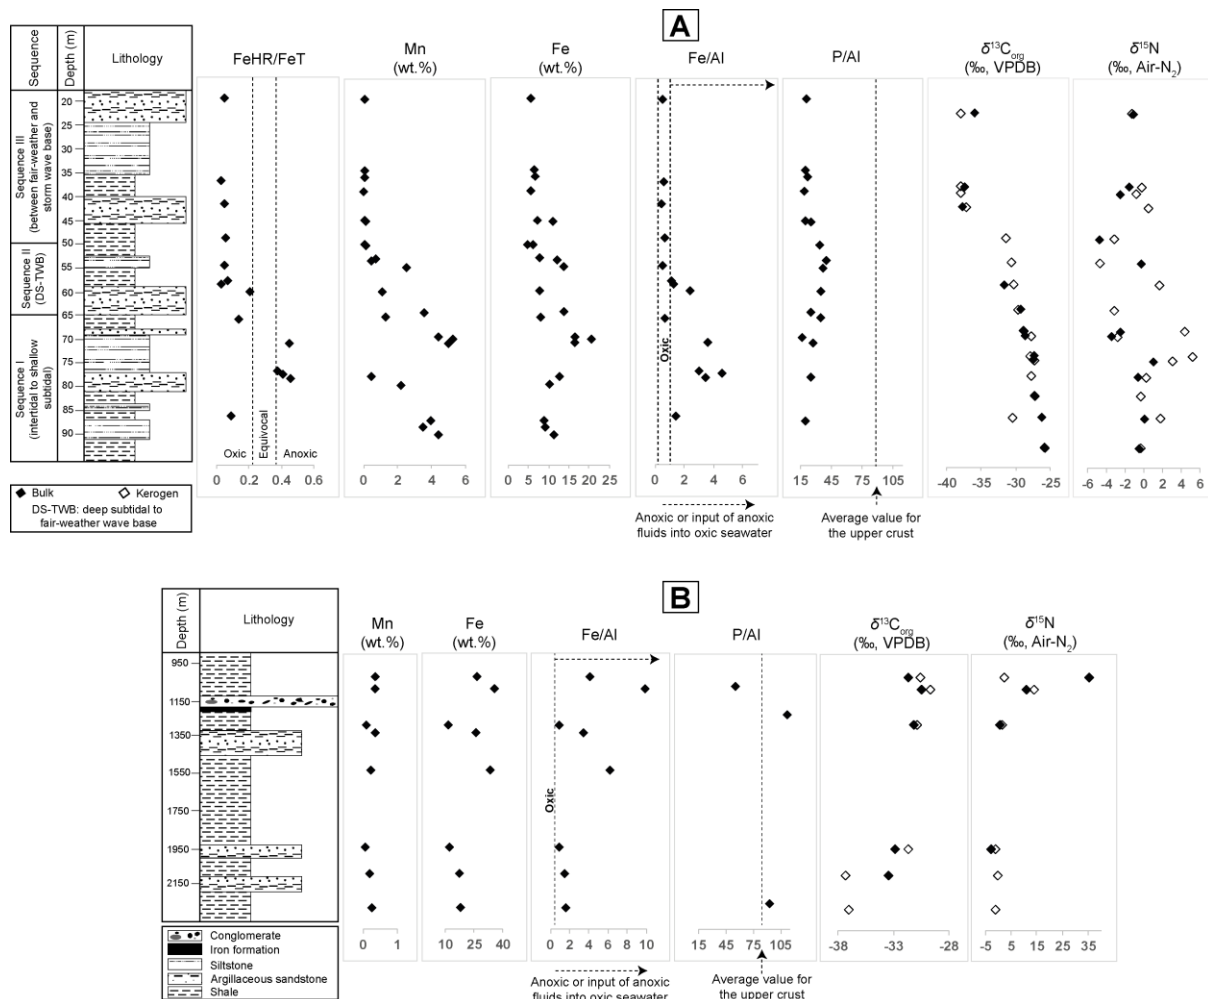 A
Sequence
Depth (m)
Lithology
FeHR/FeT
Mn
(wt.%)
Fe
(wt.%)
Fe/Al
P/Al
δ13Corg
(‰, VPDB)
δ15N
(‰, Air-N2)
Sequence III
(between fair-weather and
storm wave base)
Sequence II
(DS-TWB)
Sequence I
(intertidal to shallow
subtidal)
20
25
30
35
40
45
50
55
60
65
70
75
80
85
90
Oxic
Equivocal
Anoxic
Oxic
0 0.2 0.4 0.6
0 2 4 6
0 5 10 15 20 25
0 2 4 6
15 45 75 105
-40 -35 -30 -25
-6 -4 -2 0 2 4 6
Bulk
Kerogen
DS-TWB: deep subtidal to
fair-weather wave base
Anoxic or input of anoxic
fluids into oxic seawater
Average value for
the upper crust
B
Depth (m)
Lithology
Mn
(wt.%)
Fe
(wt.%)
Fe/Al
P/Al
δ13Corg
(‰, VPDB)
δ15N
(‰, Air-N2)
950
1150
1350
1550
1750
1950
2150
Oxic
0 1
10 20 30 40
0 2 4 6 8 10
15 45 75 105
-38 -33 -28
-5 5 15 25 35
Conglomerate
Iron formation
Siltstone
Argillaceous sandstone
Shale
Anoxic or input of anoxic
fluids into oxic seawater
Average value for
the upper crust